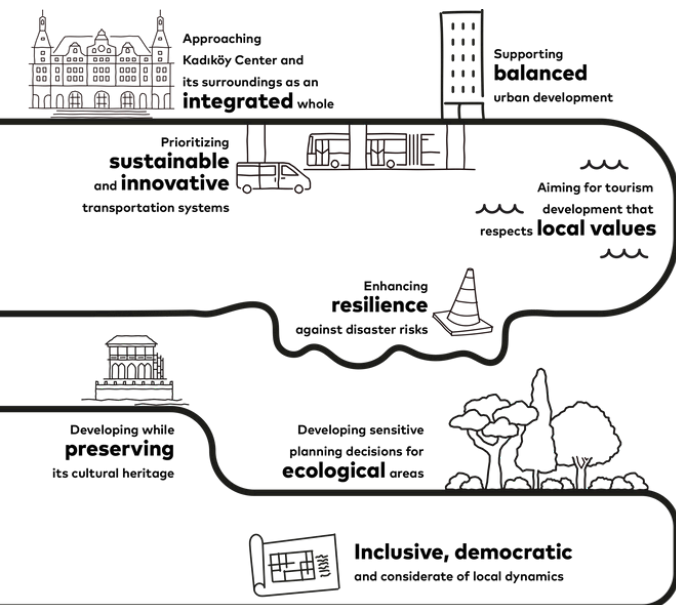 Approaching
Kadıköy Center and
its surroundings as an
integrated whole
Supporting
balanced
urban development
Prioritizing
sustainable
and innovative
transportation systems
Aiming for tourism
development that
respects local values
Enhancing
resilience
against disaster risks
Developing while
preserving
its cultural heritage
Developing sensitive
planning decisions for
ecological areas
Inclusive, democratic
and considerate of local dynamics